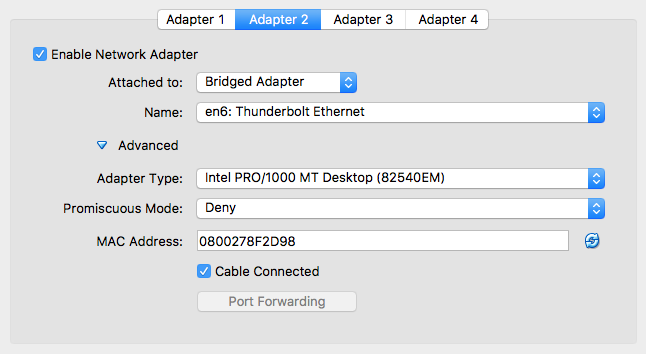 Adapter 1 Adapter 2 Adapter 3 Adapter 4
Enable Network Adapter
Attached to: Bridged Adapter
Name: en6: Thunderbolt Ethernet
Advanced
Adapter Type: Intel PRO/1000 MT Desktop (82540EM)
Promiscuous Mode: Deny
MAC Address: 0800278F2D98
Cable Connected
Port Forwarding